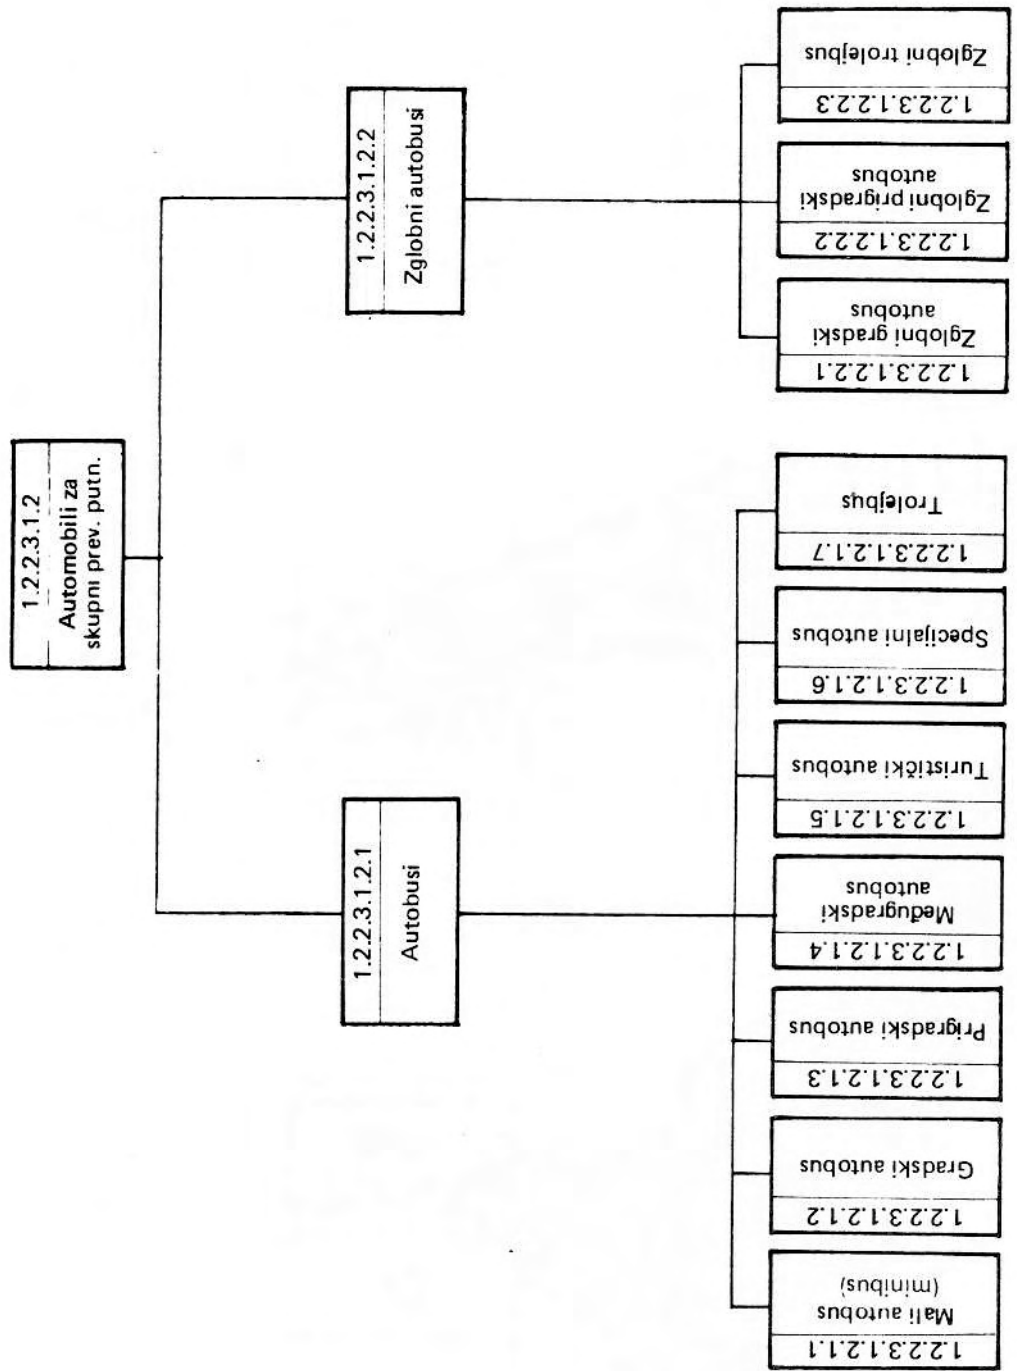 1.2.2.3.1.2
Automobili za
skupni prev. putn.
1.2.2.3.1.2.1
Autobusi
1.2.2.3.1.2.2
Zglobni autobusi
1.2.2.3.1.2.1.1
Mali autobus
(minibus)
1.2.2.3.1.2.1.2
Gradski autobus
1.2.2.3.1.2.1.3
Prigradski autobus
1.2.2.3.1.2.1.4
Međugradski
autobus
1.2.2.3.1.2.1.5
Turistički autobus
1.2.2.3.1.2.1.6
Specijalni autobus
1.2.2.3.1.2.1.7
Trolejbus
1.2.2.3.1.2.2.1
Zglobni gradski
autobus
1.2.2.3.1.2.2.2
Zglobni prigradski
autobus
1.2.2.3.1.2.2.3
Zglobni trolejbus